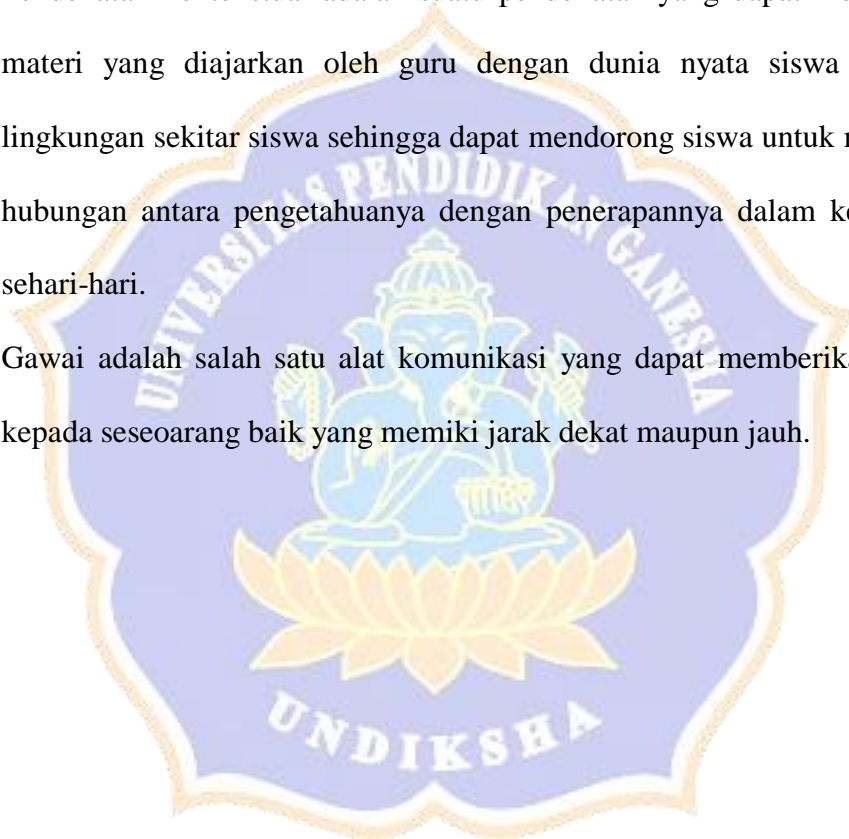 materi yang diajarkan oleh guru dengan dunia nyata siswa
lingkungan sekitar siswa sehingga dapat mendorong siswa untuk
hubungan antara pengetahuanya dengan penerapannya dalam
sehari-hari.
Gawai adalah salah satu alat komunikasi yang dapat
kepada seseoarang baik yang memiki jarak dekat maupun jauh.
UNIVERSITAS PENDIDIKAN GANESHA
UNDIKSHA